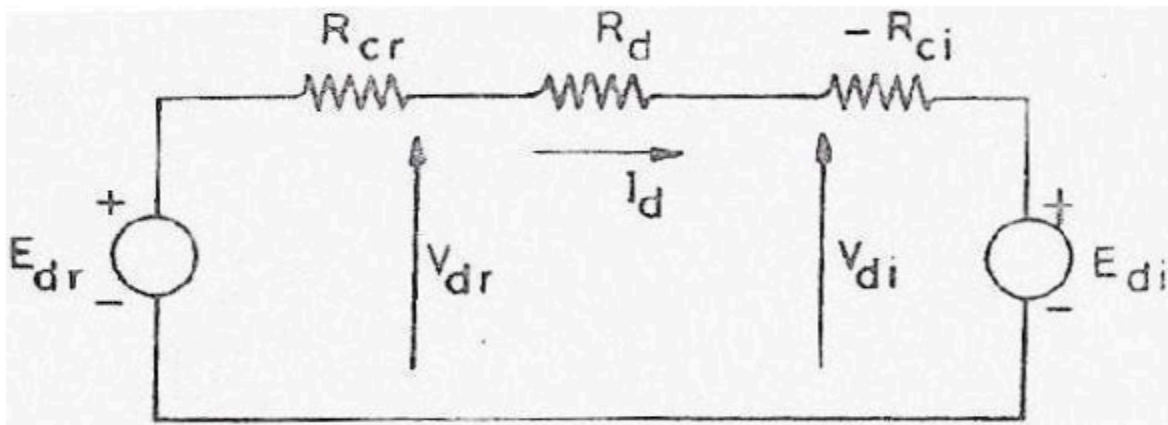 R_cr R_d - R_ci
I_d
+ +
E_dr V_dr V_di E_di
- -